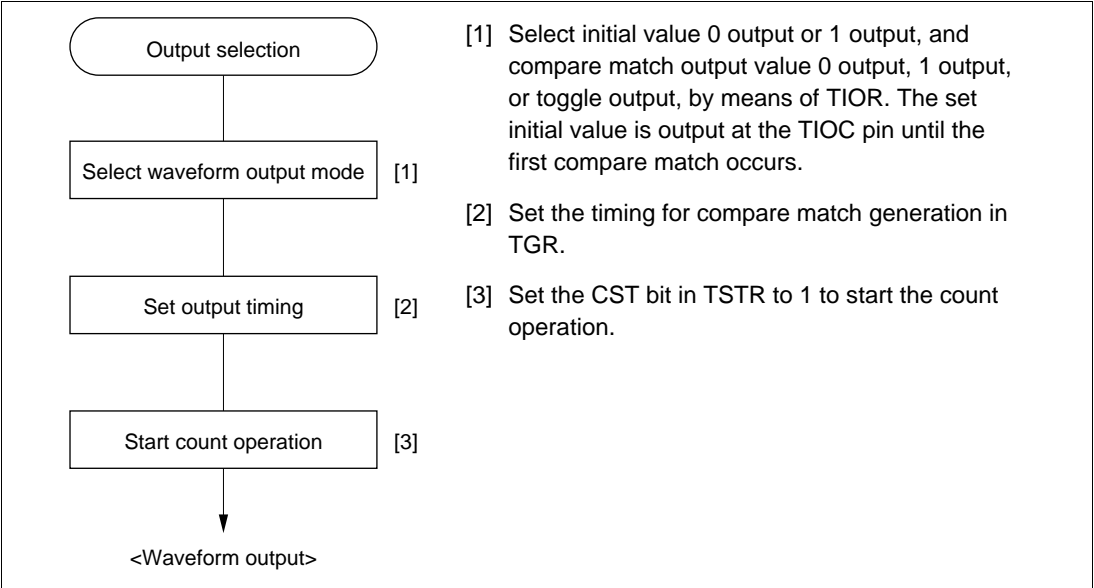 Output selection
Select waveform output mode [1]
Set output timing [2]
Start count operation [3]
<Waveform output>
[1] Select initial value 0 output or 1 output, and
compare match output value 0 output, 1 output,
or toggle output, by means of TIOR. The set
initial value is output at the TIOC pin until the
first compare match occurs.
[2] Set the timing for compare match generation in
TGR.
[3] Set the CST bit in TSTR to 1 to start the count
operation.